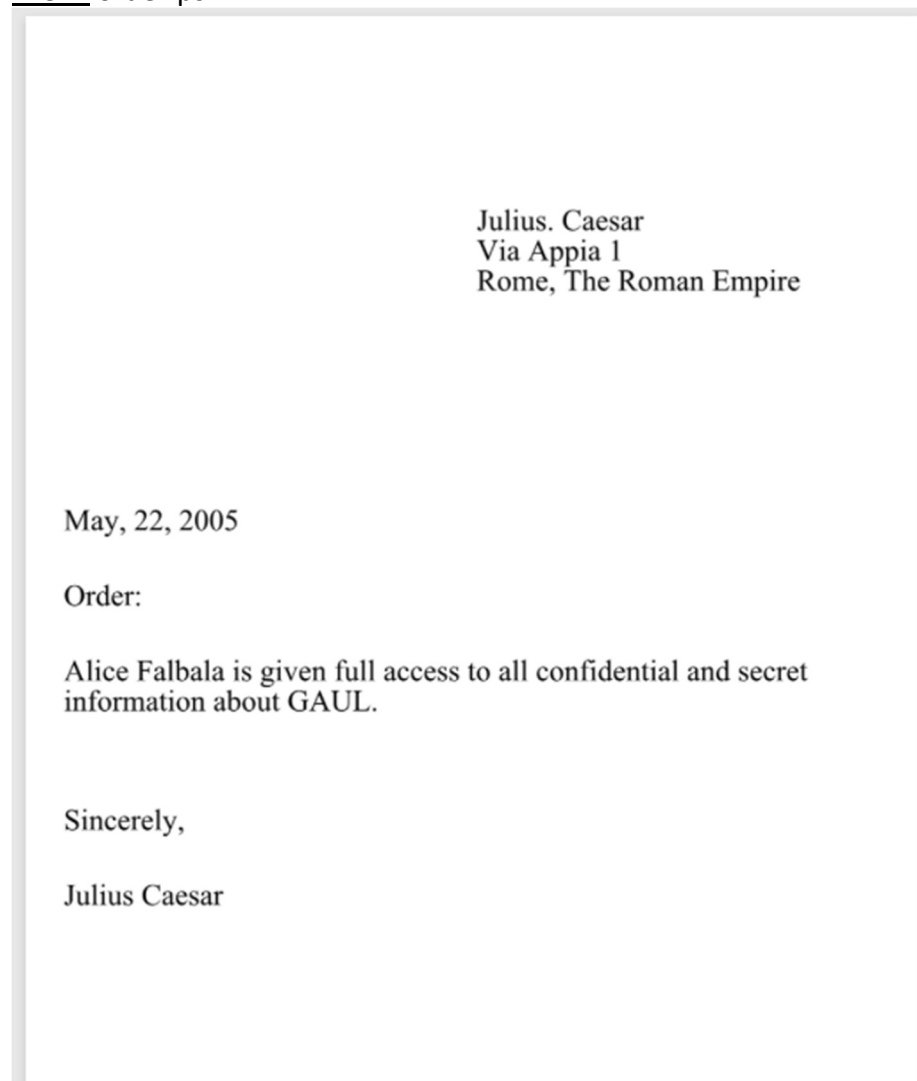 Julius. Caesar
Via Appia 1
Rome, The Roman Empire
May, 22, 2005
Order:
Alice Falbala is given full access to all confidential and secret
information about GAUL.
Sincerely,
Julius Caesar